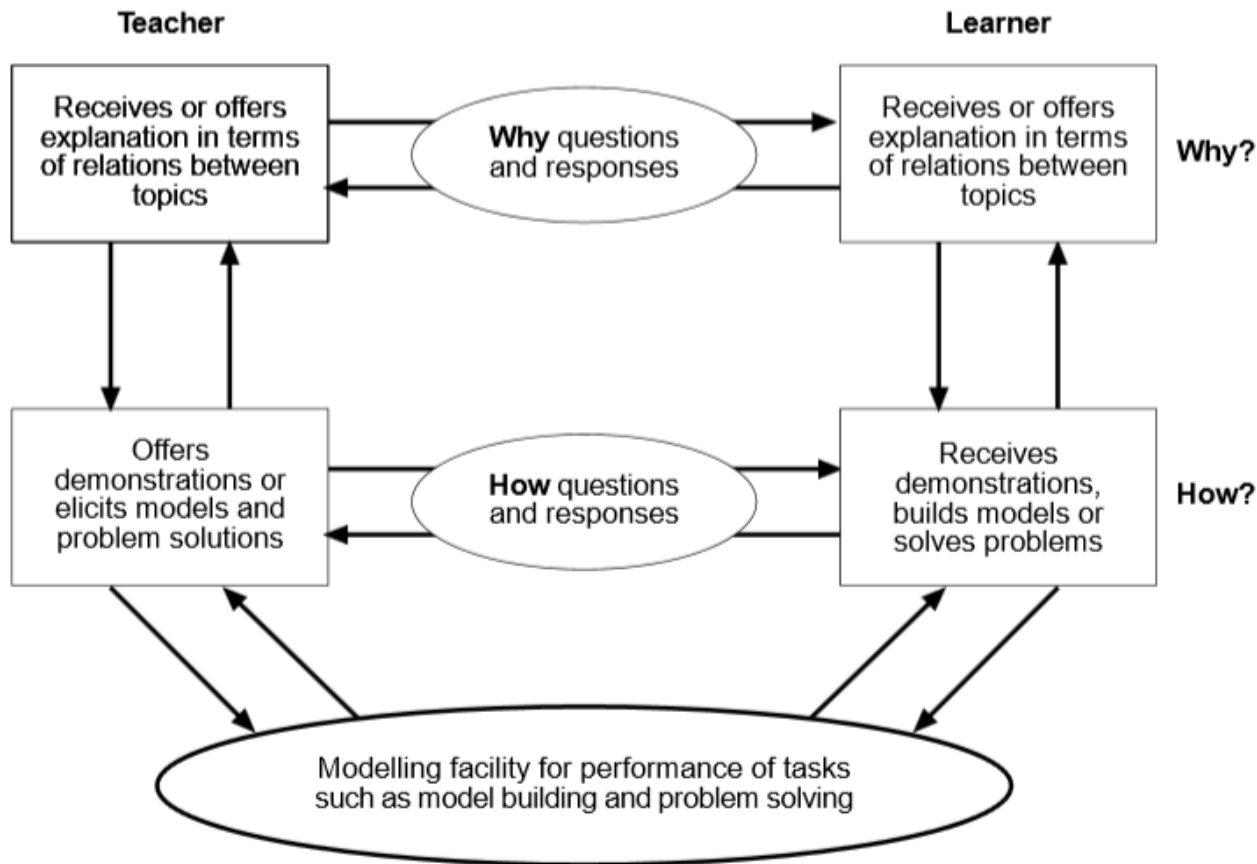 Teacher
Learner
Receives or offers
explanation in terms
of relations between
topics
Why questions
and responses
Receives or offers
explanation in terms
of relations between
topics
Why?
Offers
demonstrations or
elicits models and
problem solutions
How questions
and responses
Receives
demonstrations,
builds models or
solves problems
How?
Modelling facility for performance of tasks
such as model building and problem solving